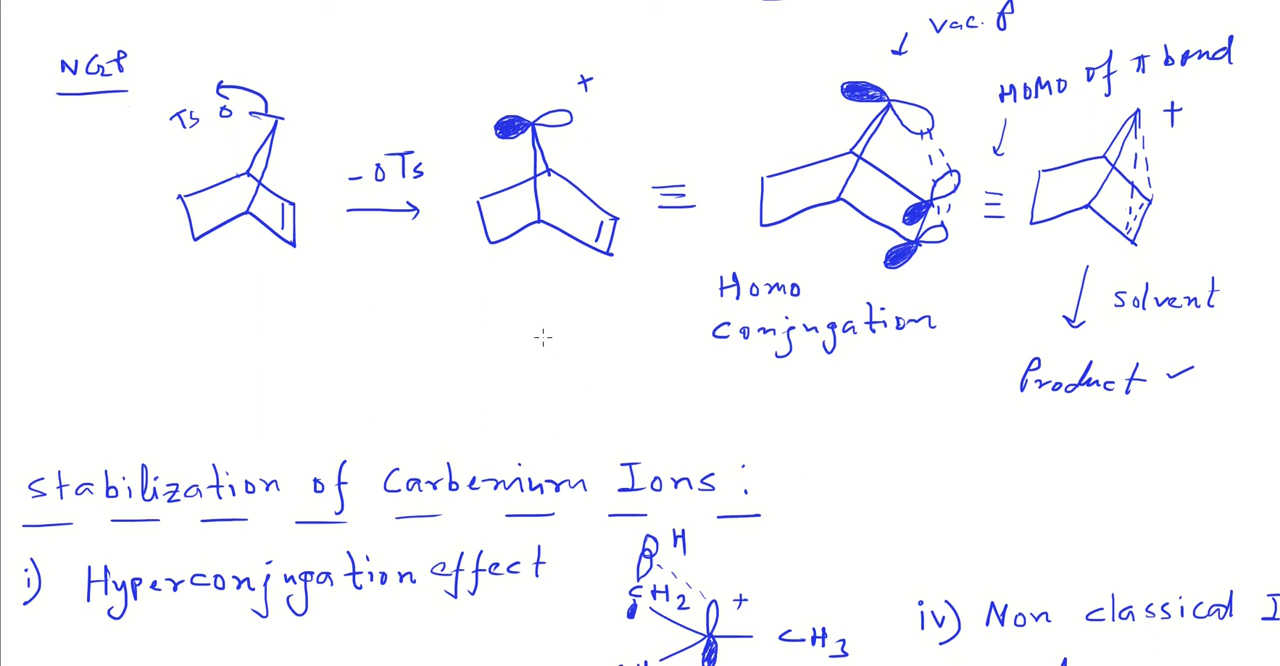 NGP
TsO
-OTs
+
vac. p
HOMO of π bond
+
Homo
conjugation
solvent
Product ✓
Stabilization of Carbenium Ions :
i) Hyperconjugation effect
H
CH2
+
CH3
iv) Non classical I